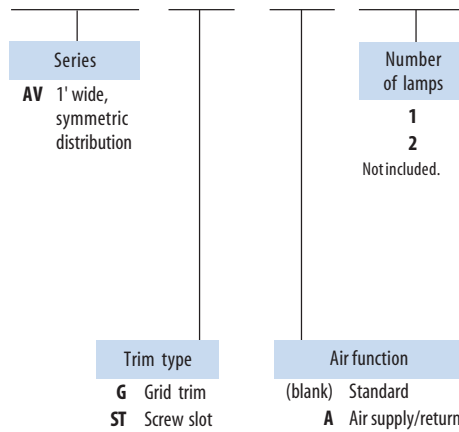 Series
AV 1' wide,
symmetric
distribution
Number
of lamps
1
2
Not included.
Trim type
G Grid trim
ST Screw slot
Air function
(blank) Standard
A Air supply/return